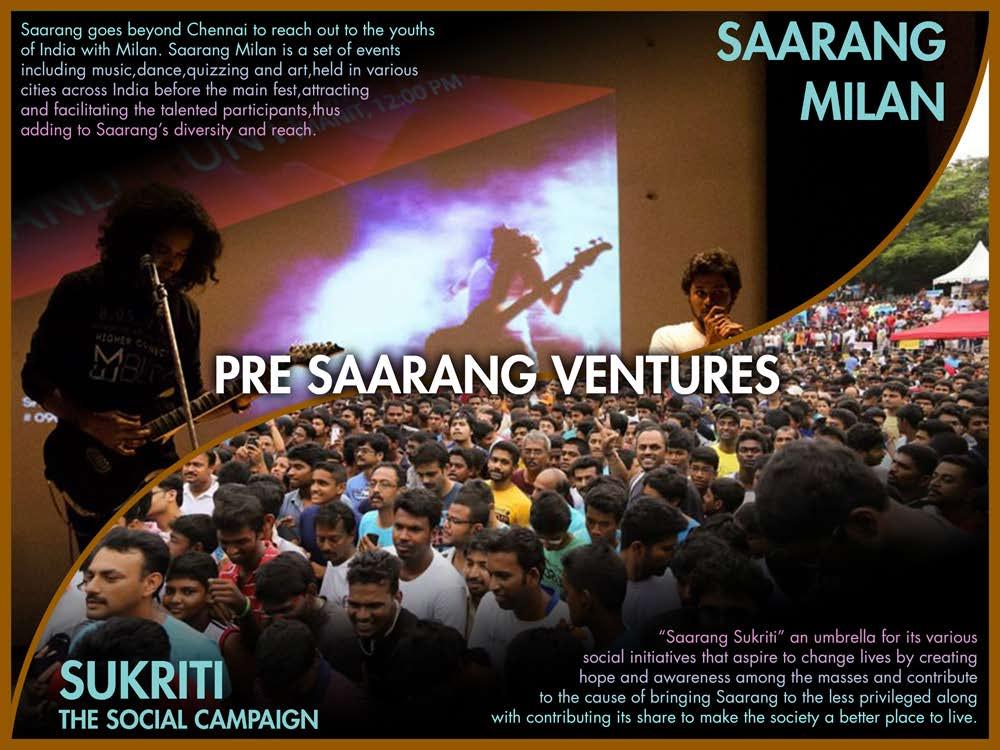 Saarang goes beyond Chennai to reach out to the youths
of India with Milan. Saarang Milan is a set of events
including music,dance,quizzing and art,held in various
cities across India before the main fest,attracting
and facilitating the talented participants,thus
adding to Saarang's diversity and reach.
SAARANG
MILAN
12:00 PM
HIGHER CONNECT
PRE SAARANG VENTURES
SUKRITI
THE SOCIAL CAMPAIGN
"Saarang Sukriti" an umbrella for its various
social initiatives that aspire to change lives by creating
hope and awareness among the masses and contribute
to the cause of bringing Saarang to the less privileged along
with contributing its share to make the society a better place to live.